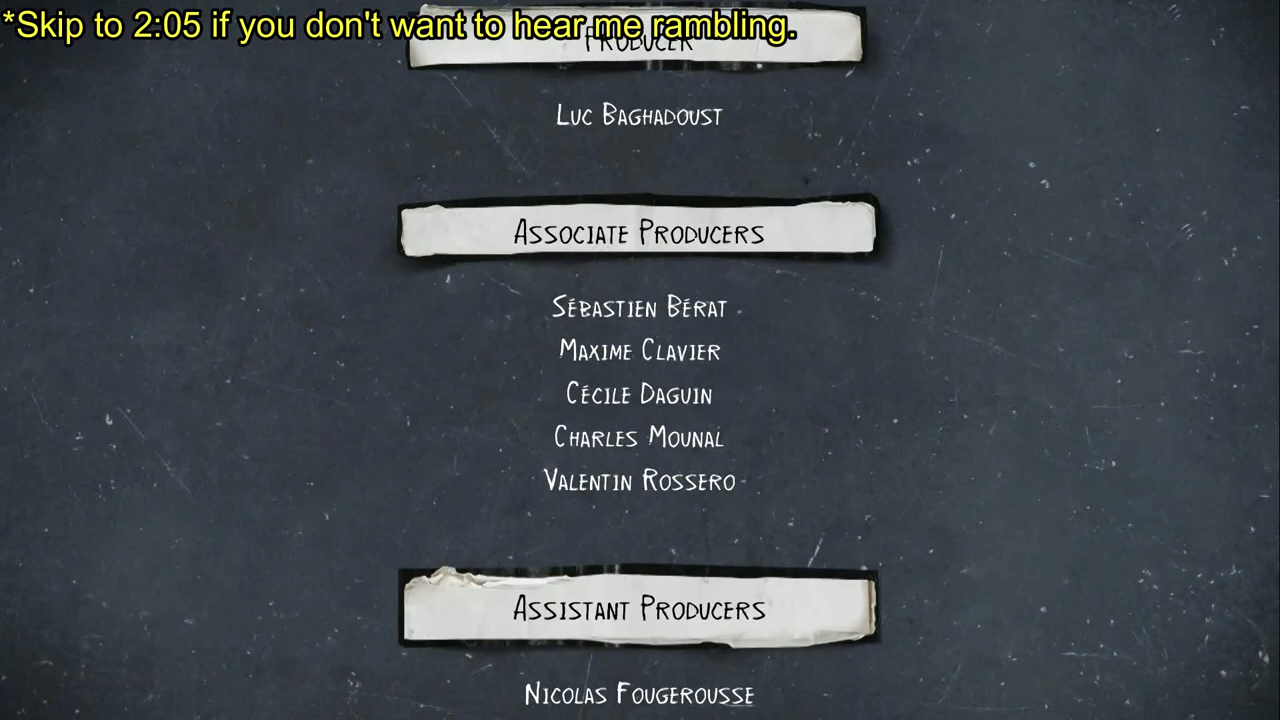 *Skip to 2:05 if you don't want to hear me rambling.
PRODUCER
LUC BAGHADOUST
ASSOCIATE PRODUCERS
SÉBASTIEN BÉRAT
MAXIME CLAVIER
CÉCILE DAGUIN
CHARLES MOUNAL
VALENTIN ROSSERO
ASSISTANT PRODUCERS
NICOLAS FOUGEROUSSE